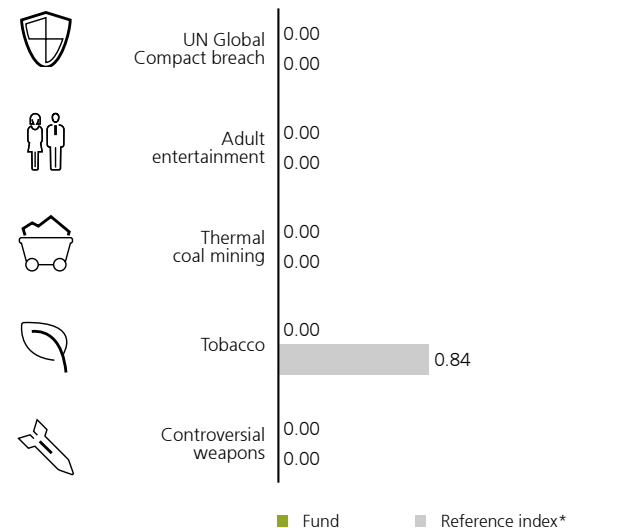 UN Global
Compact breach
0.00
0.00
Adult
entertainment
0.00
0.00
Thermal
coal mining
0.00
0.00
Tobacco
0.00
0.84
Controversial
weapons
0.00
0.00
Fund
Reference index*